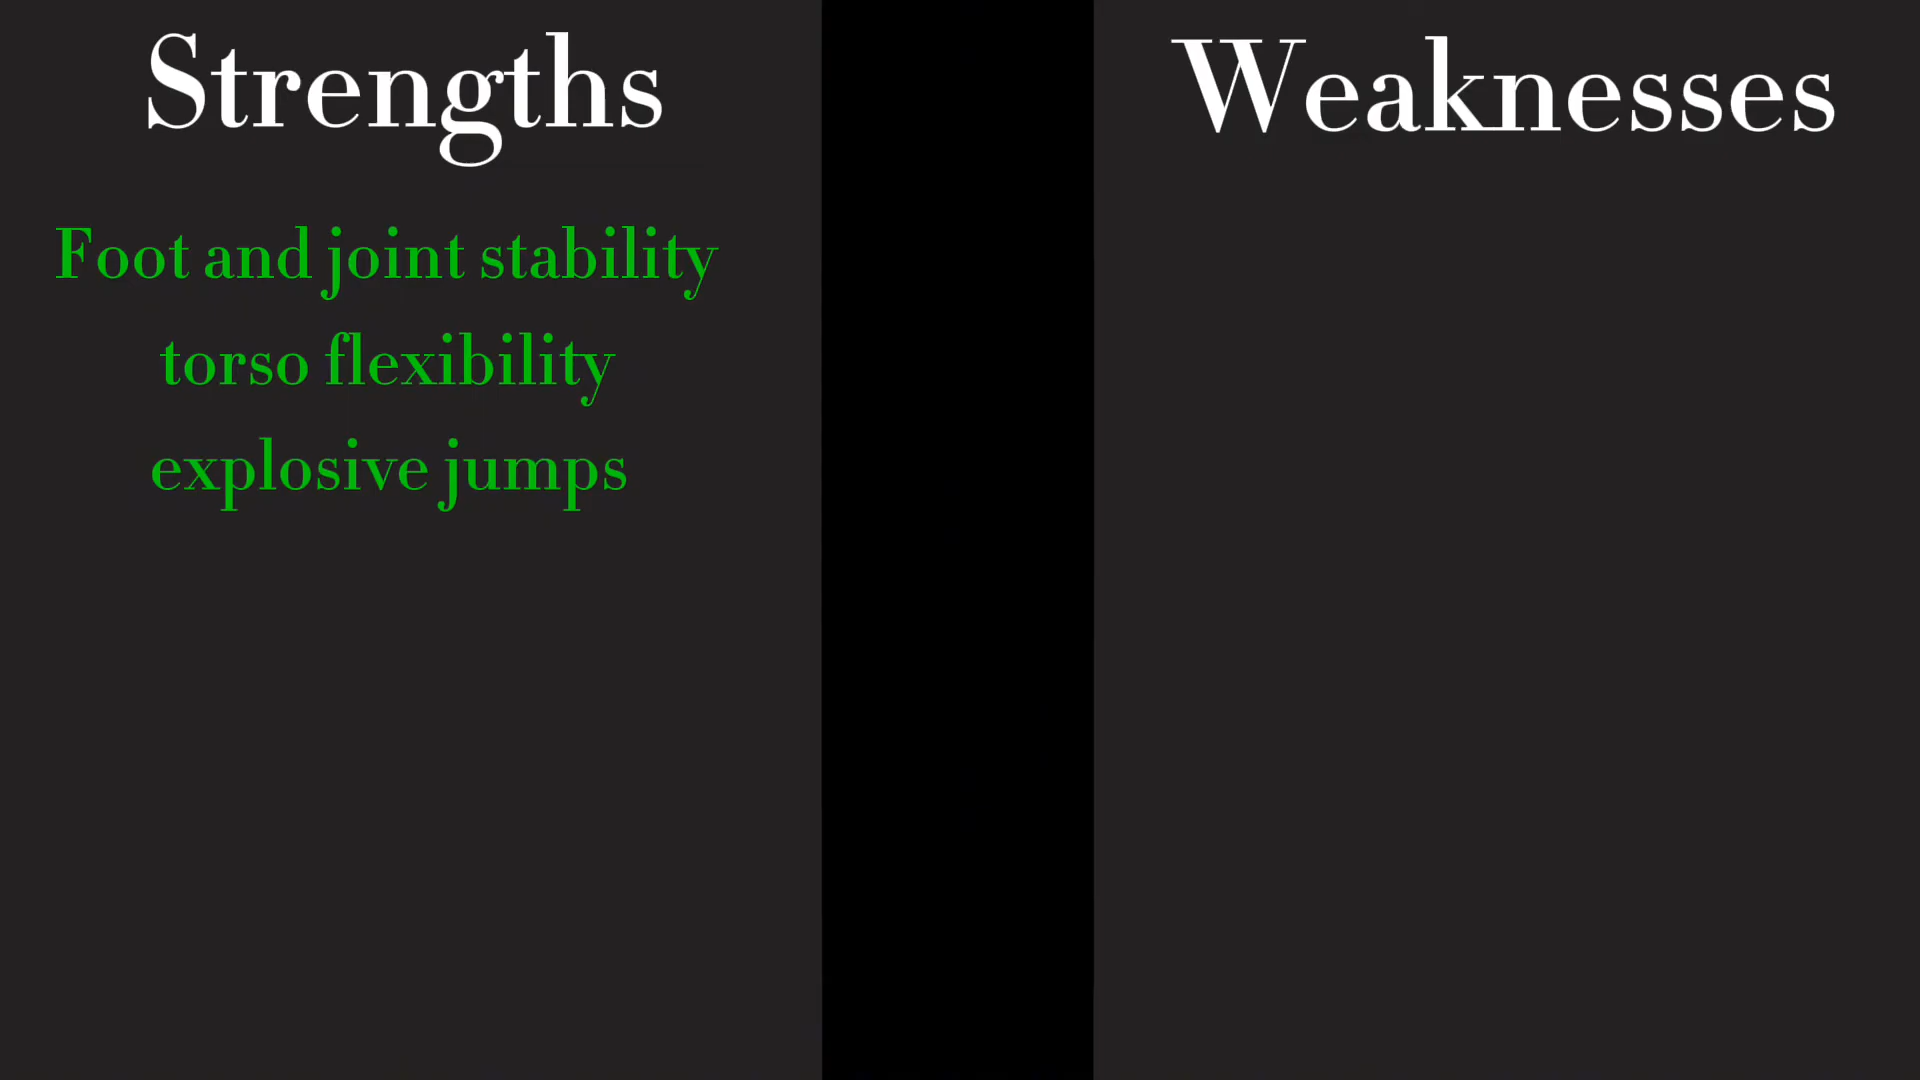 Strengths
Foot and joint stability
torso flexibility
explosive jumps
Weaknesses